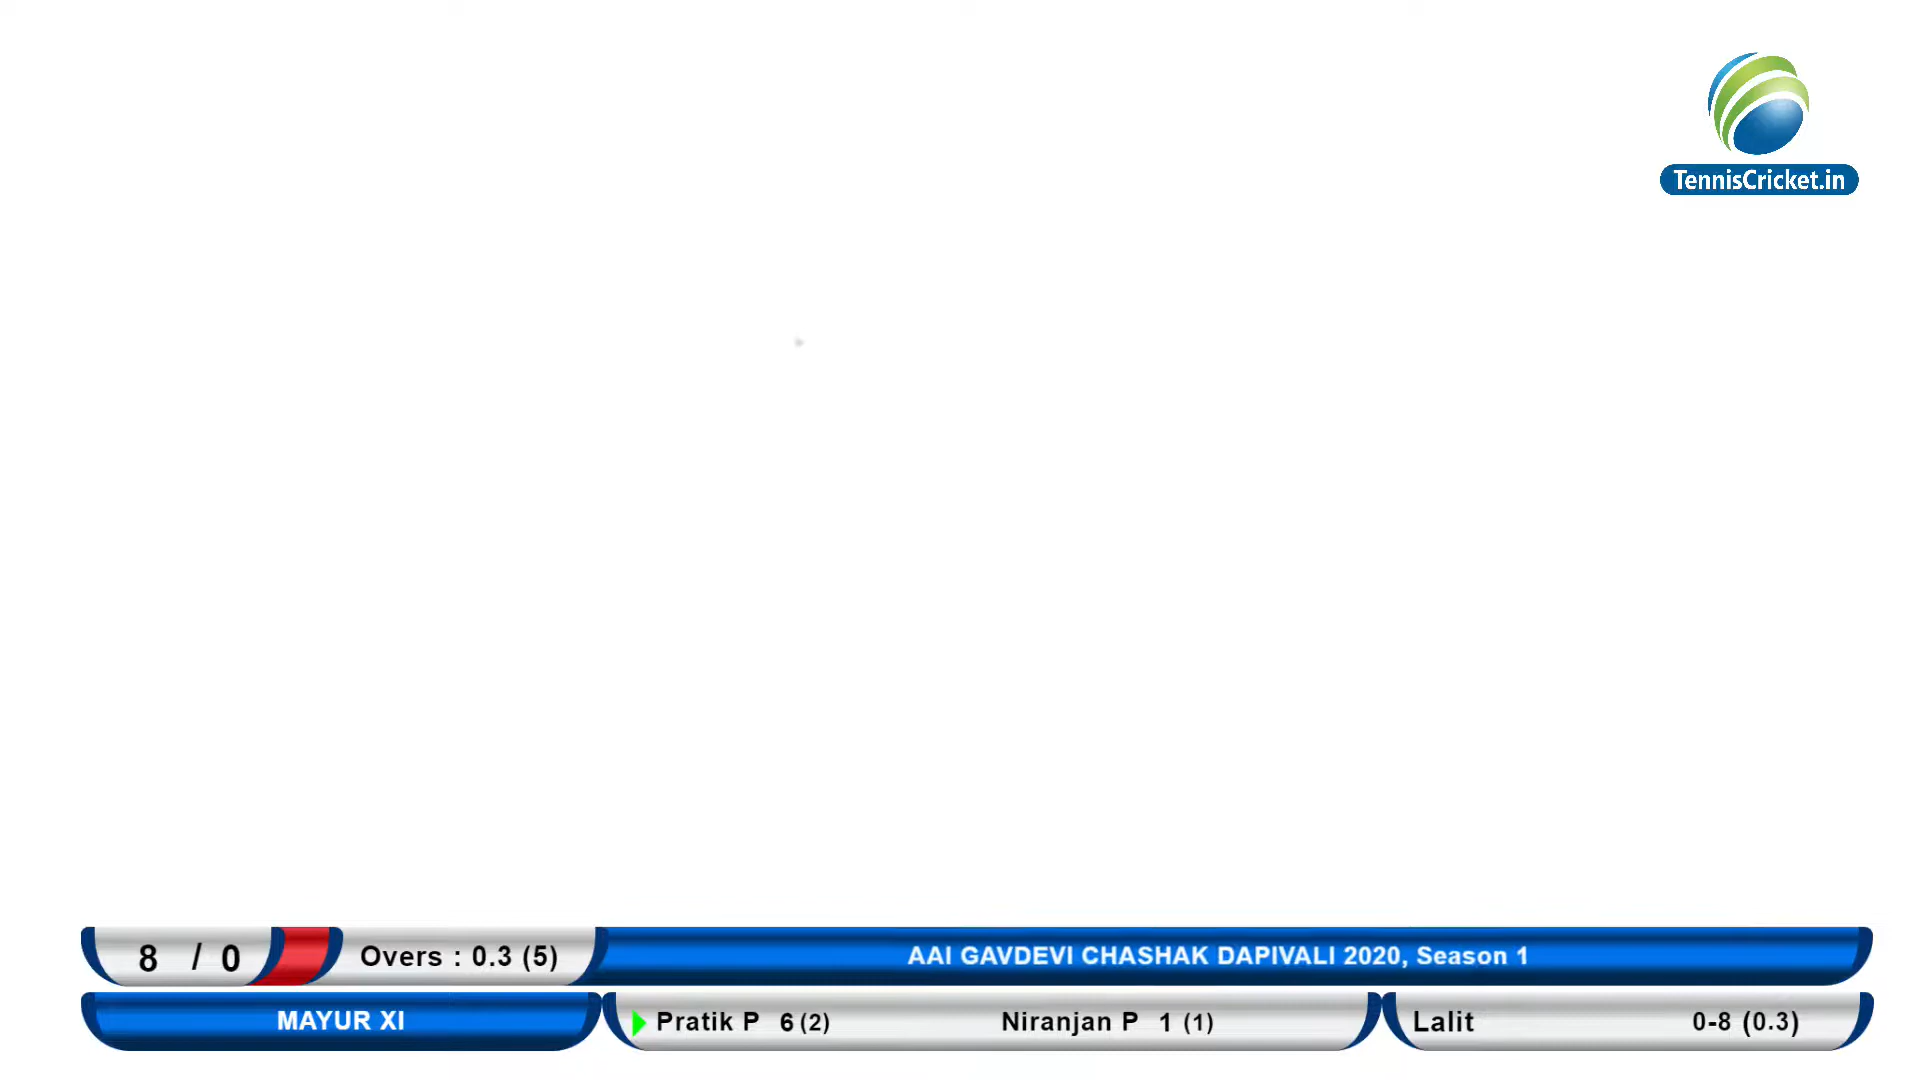 TennisCricket.in
8 / 0 Overs : 0.3 (5) AAI GAVDEVI CHASHAK DAPIVALI 2020, Season 1
MAYUR XI Pratik P 6 (2) Niranjan P 1 (1) Lalit 0-8 (0.3)